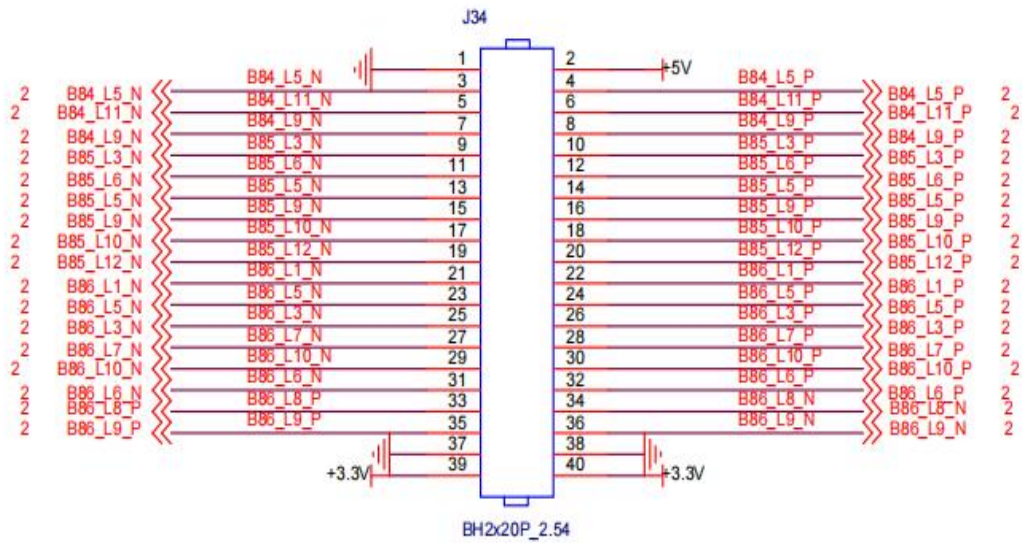 J34
1 2 +5V
B84_L5_N 3 4 B84_L5_P
2 B84_L5_N B84_L11_N 5 6 B84_L11_P B84_L5_P 2
2 B84_L11_N B84_L9_N 7 8 B84_L9_P B84_L11_P 2
2 B84_L9_N B85_L3_N 9 10 B85_L3_P B84_L9_P 2
2 B85_L3_N B85_L6_N 11 12 B85_L6_P B85_L3_P 2
2 B85_L6_N B85_L5_N 13 14 B85_L5_P B85_L6_P 2
2 B85_L5_N B85_L9_N 15 16 B85_L9_P B85_L5_P 2
2 B85_L9_N B85_L10_N 17 18 B85_L10_P B85_L9_P 2
2 B85_L10_N B85_L12_N 19 20 B85_L12_P B85_L10_P 2
2 B85_L12_N B86_L1_N 21 22 B86_L1_P B85_L12_P 2
2 B86_L1_N B86_L5_N 23 24 B86_L5_P B86_L1_P 2
2 B86_L5_N B86_L3_N 25 26 B86_L3_P B86_L5_P 2
2 B86_L3_N B86_L7_N 27 28 B86_L7_P B86_L3_P 2
2 B86_L7_N B86_L10_N 29 30 B86_L10_P B86_L7_P 2
2 B86_L10_N B86_L6_N 31 32 B86_L6_P B86_L10_P 2
2 B86_L6_N B86_L8_P 33 34 B86_L8_N B86_L6_P 2
2 B86_L8_P B86_L9_P 35 36 B86_L9_N B86_L8_N 2
2 B86_L9_P 37 38 B86_L9_N 2
+3.3V 39 40 +3.3V
BH2x20P_2.54